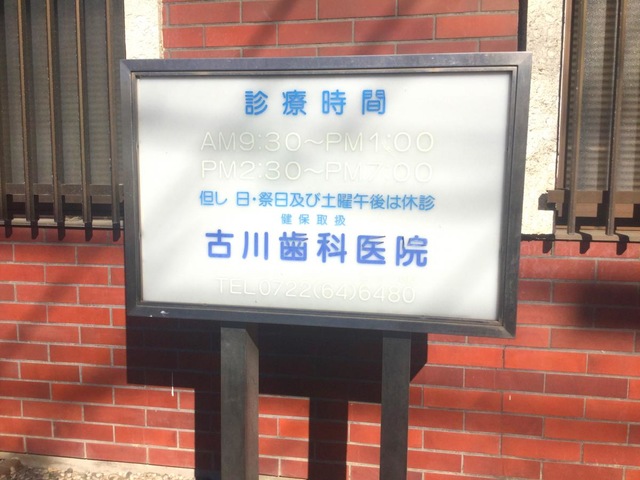 診療時間
AM9:30～PM1:00
PM2:30～PM7:00
但し 日・祭日及び土曜午後は休診
健保取扱
古川歯科医院
TEL0722(64)6480